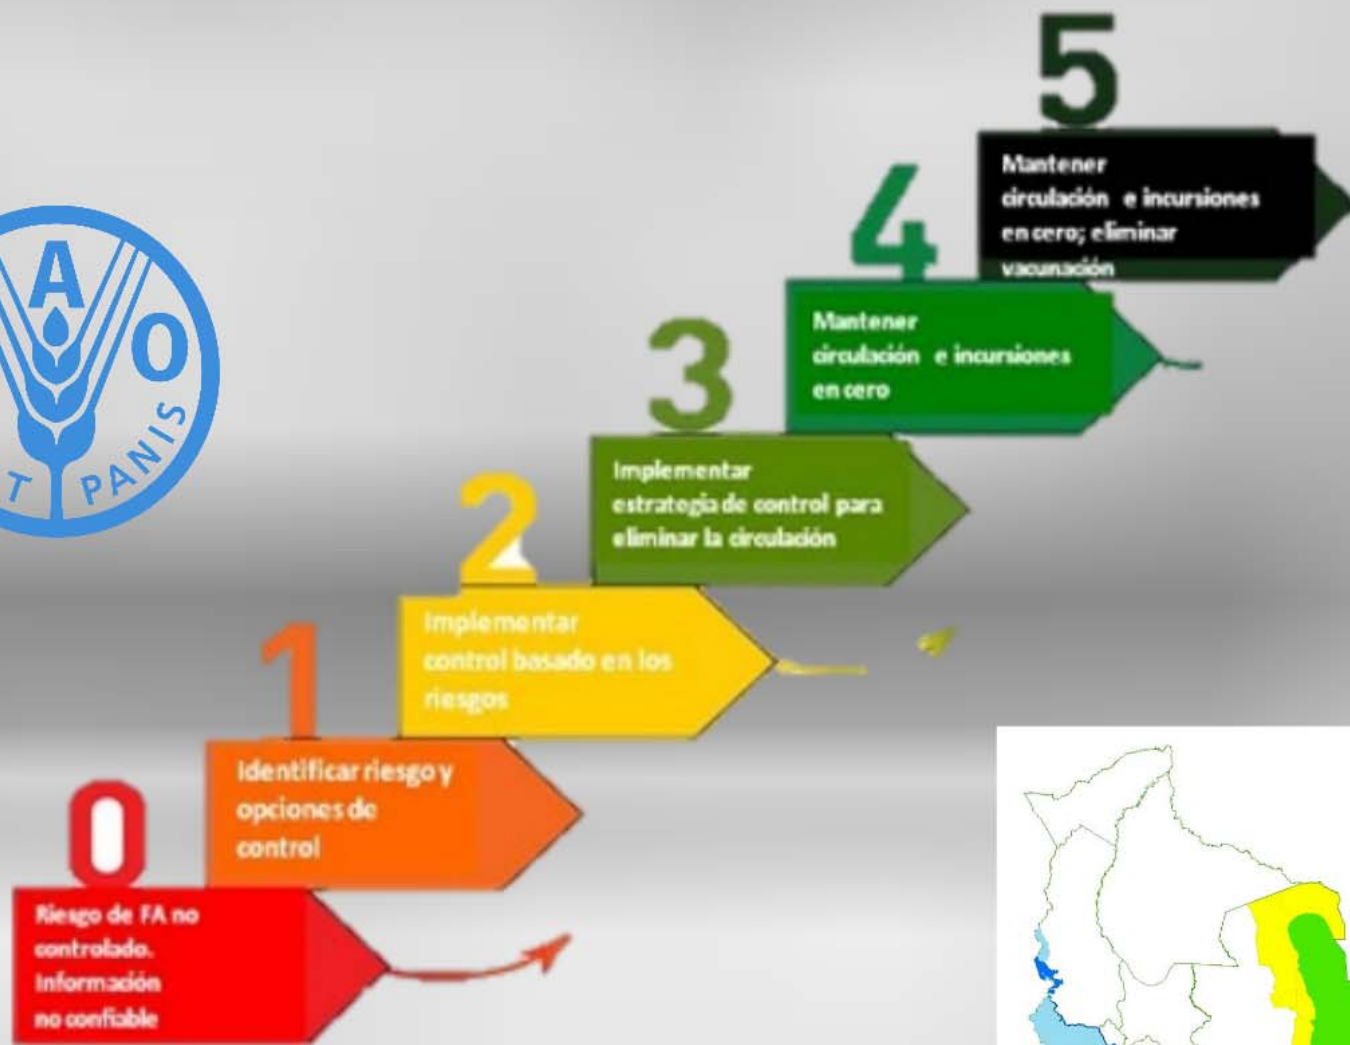 5
Mantener
circulación e incursiones
en cero; eliminar
vacunación
4
Mantener
circulación e incursiones
en cero
3
Implementar
estrategia de control para
eliminar la circulación
2
Implementar
control basado en los
riesgos
1
Identificar riesgo y
opciones de
control
0
Riesgo de FA no
controlado.
Información
no confiable
A O
T PANIS